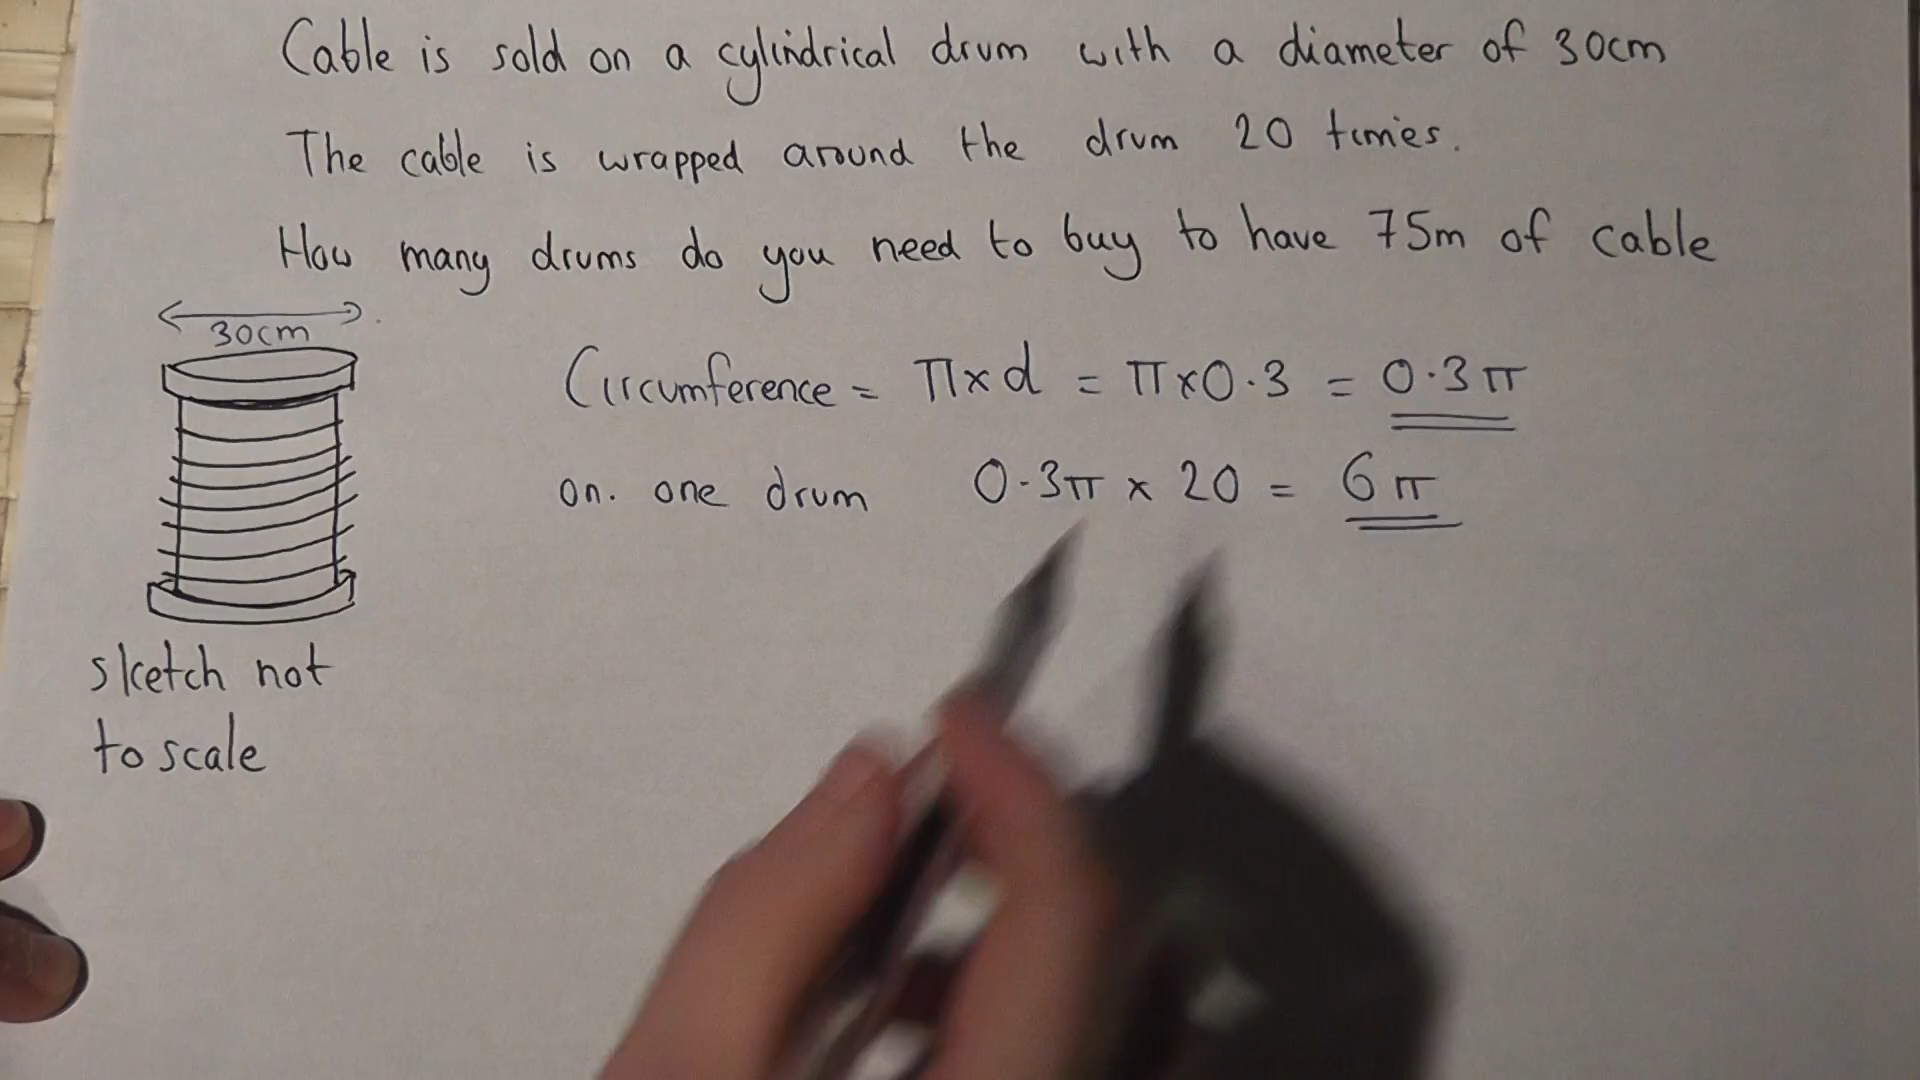 Cable is sold on a cylindrical drum with a diameter of 30cm
The cable is wrapped around the drum 20 times.
How many drums do you need to buy to have 75m of cable
30cm
Circumference = π×d = π×0.3 = 0.3π
on. one drum 0.3π × 20 = 6π
sketch not
to scale